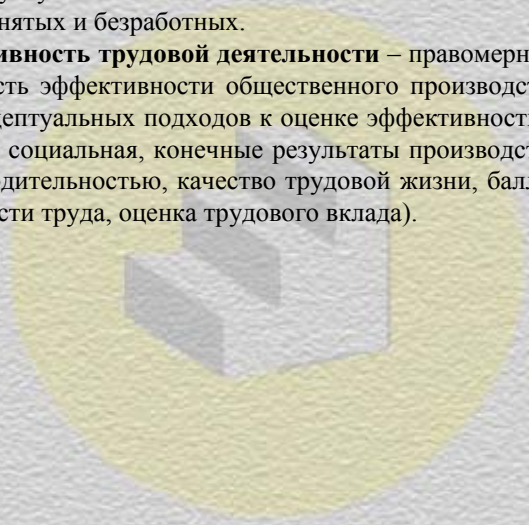 нятых и безработных.
ивность трудовой деятельности – правомерн
сть эффективности общественного производст
цептуальных подходов к оценке эффективност
социальная, конечные результаты производст
одительностью, качество трудовой жизни, бал
сти труда, оценка трудового вклада).